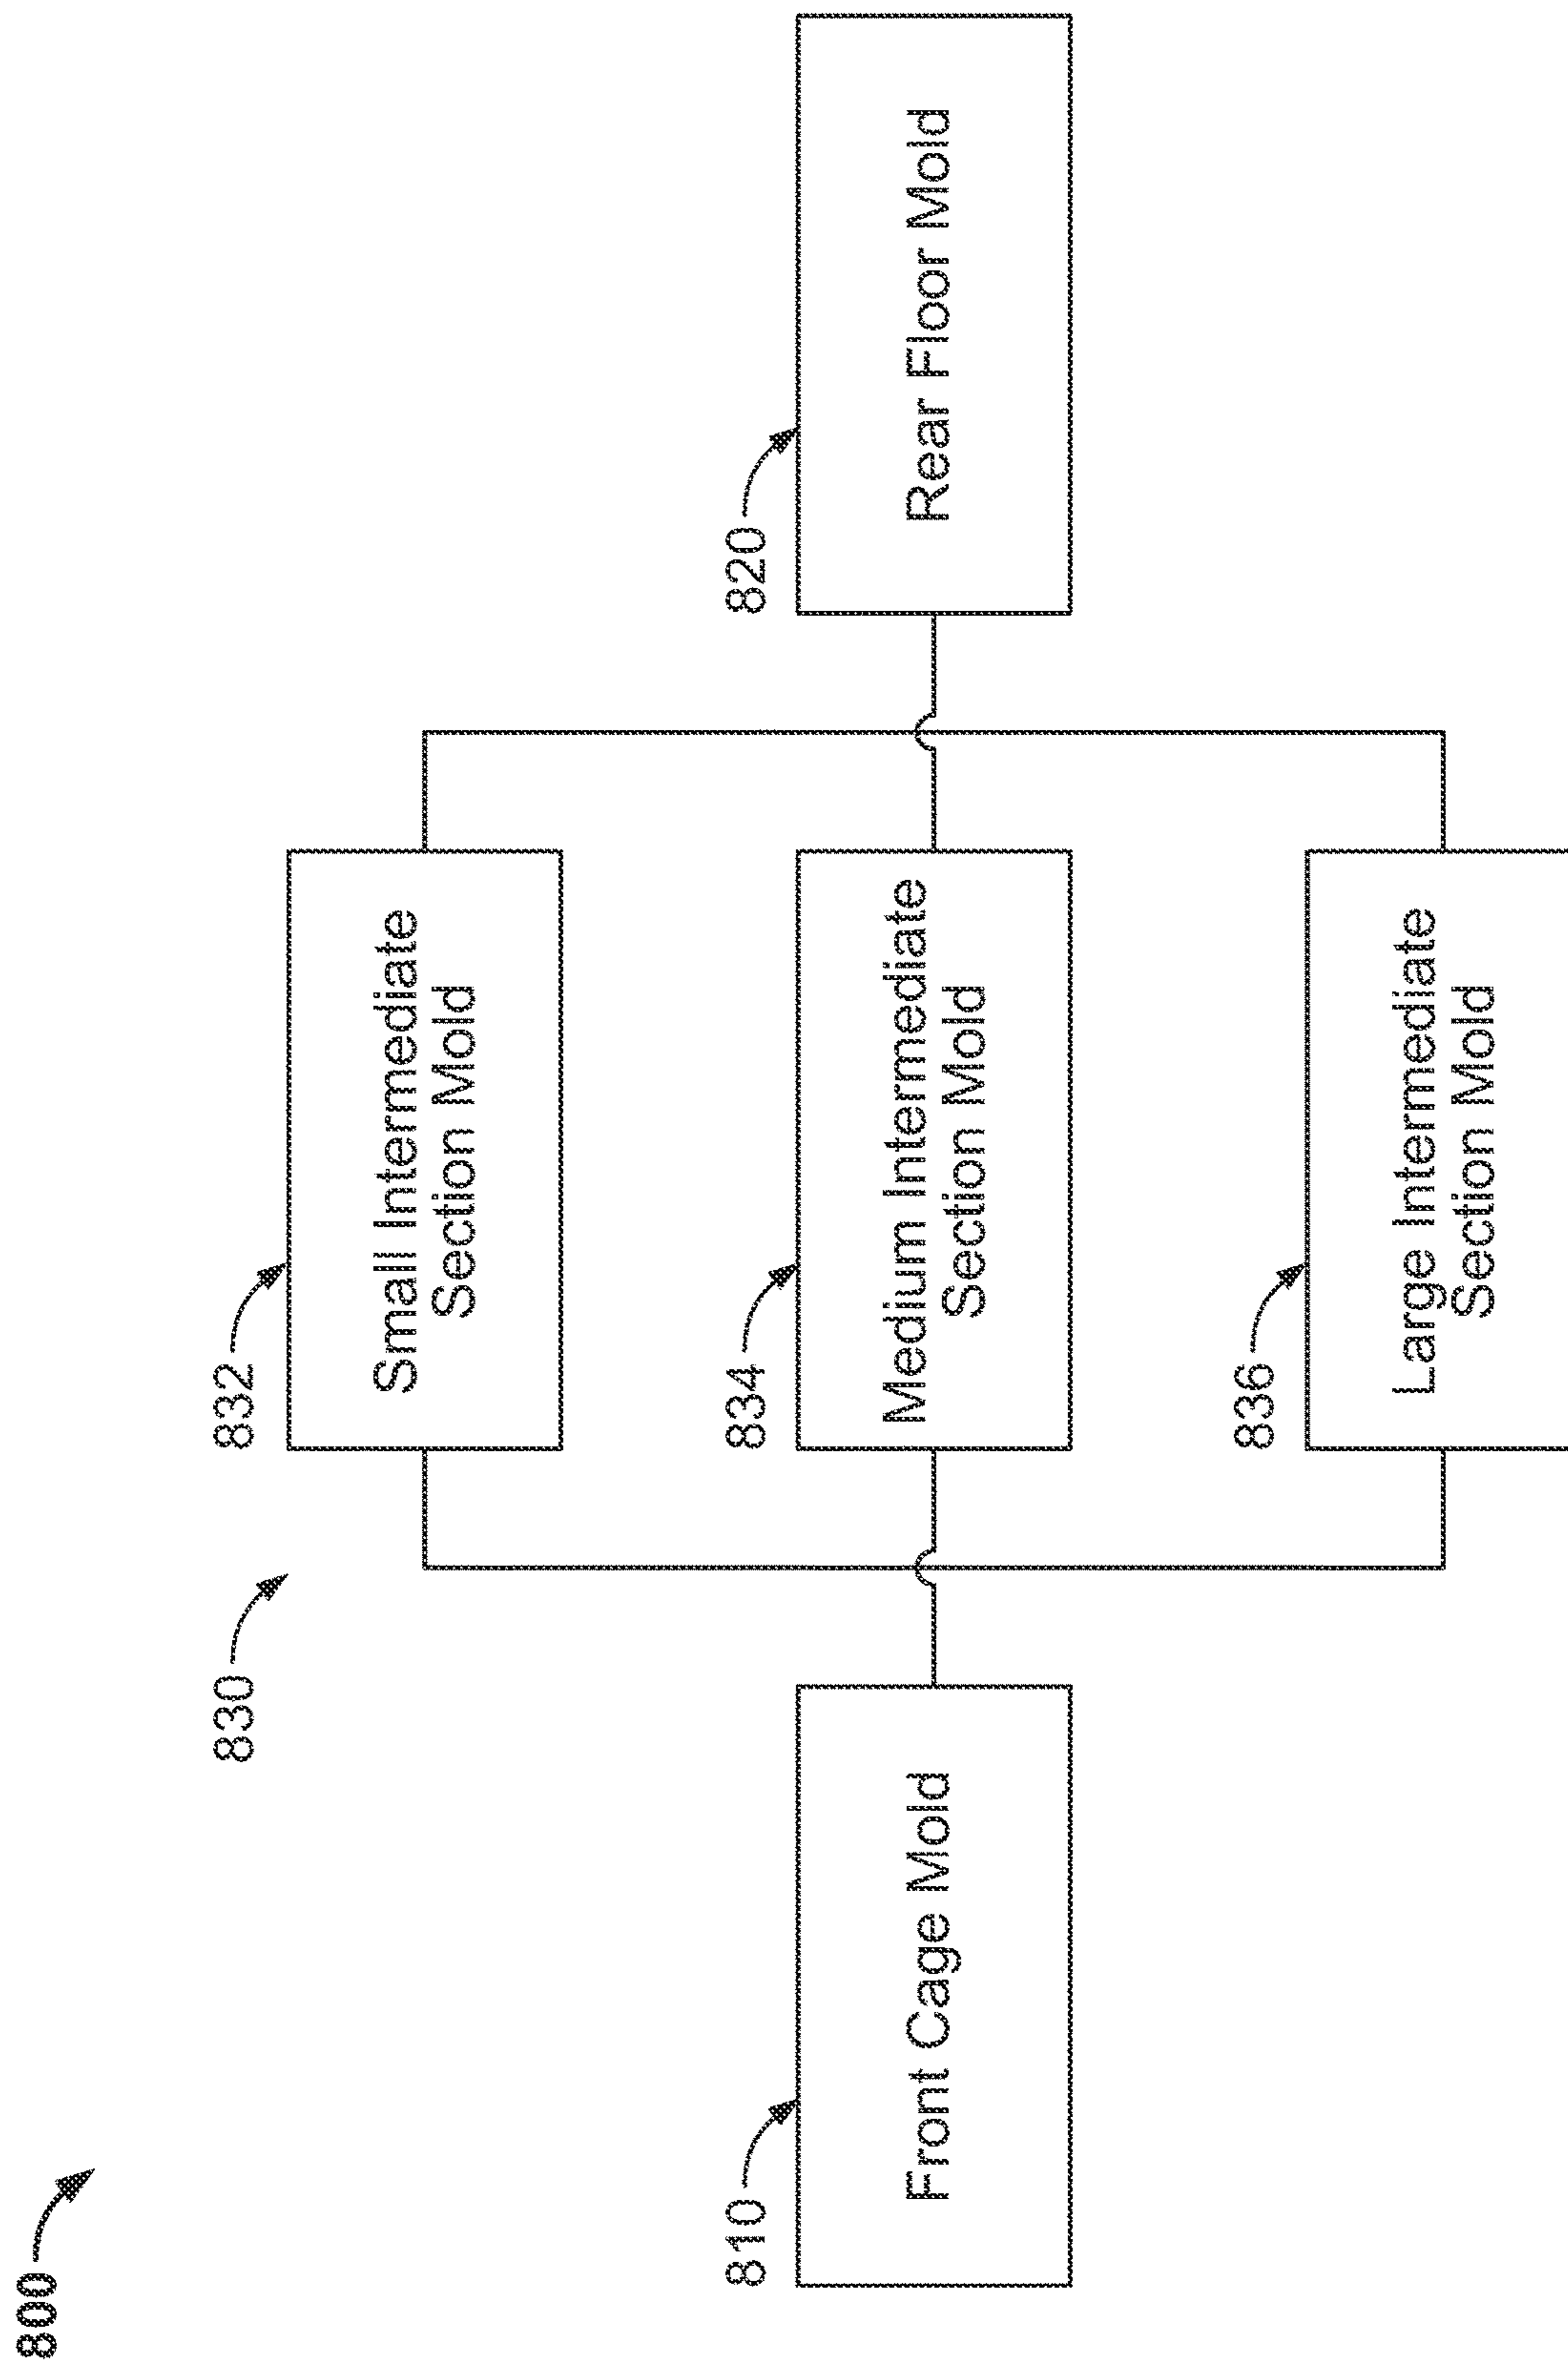 800
830
832
Small Intermediate
Section Mold
810
Front Cage Mold
834
Medium Intermediate
Section Mold
820
Rear Floor Mold
836
Large Intermediate
Section Mold